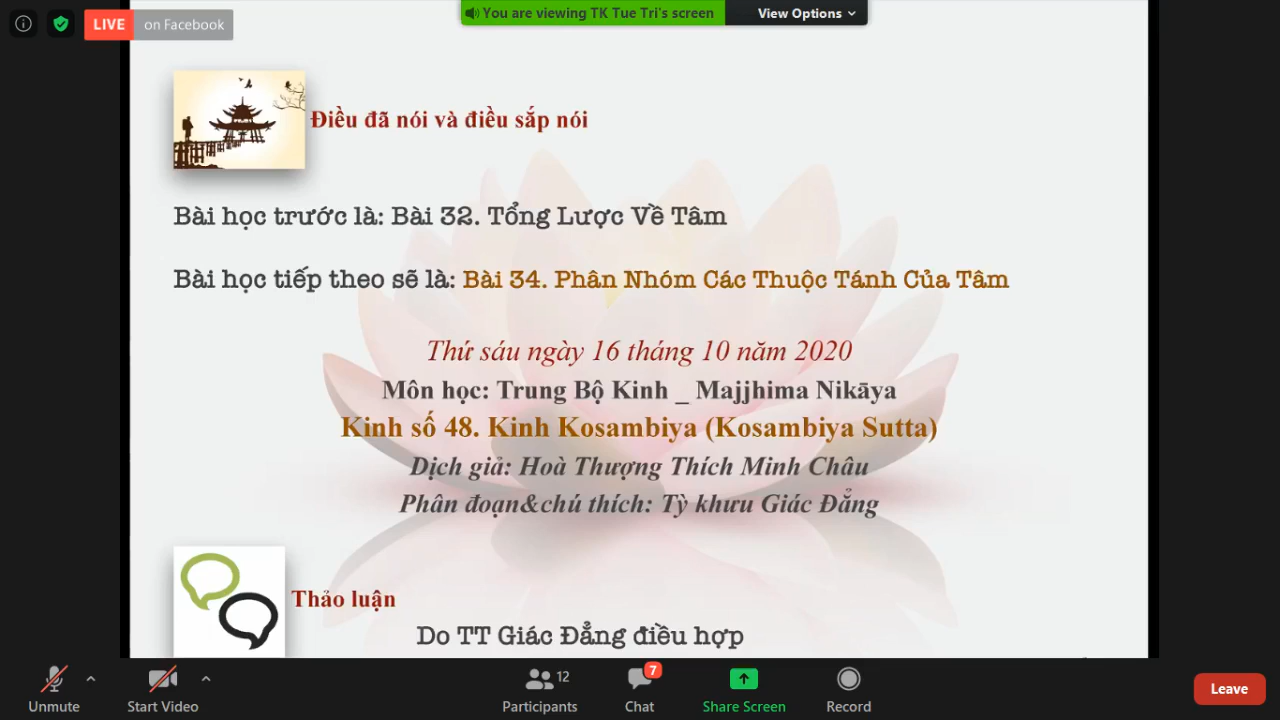 You are viewing TK Tue Tri's screen
View Options
LIVE on Facebook
Điều đã nói và điều sắp nói
Bài học trước là: Bài 32. Tổng Lược Về Tâm
Bài học tiếp theo sẽ là: Bài 34. Phân Nhóm Các Thuộc Tánh Của Tâm
Thứ sáu ngày 16 tháng 10 năm 2020
Môn học: Trung Bộ Kinh _ Majjhima Nikāya
Kinh số 48. Kinh Kosambiya (Kosambiya Sutta)
Dịch giả: Hoà Thượng Thích Minh Châu
Phân đoạn&chú thích: Tỳ khưu Giác Đẳng
Thảo luận
Do TT Giác Đẳng điều hợp
12
7
Unmute
Start Video
Participants
Chat
Share Screen
Record
Leave